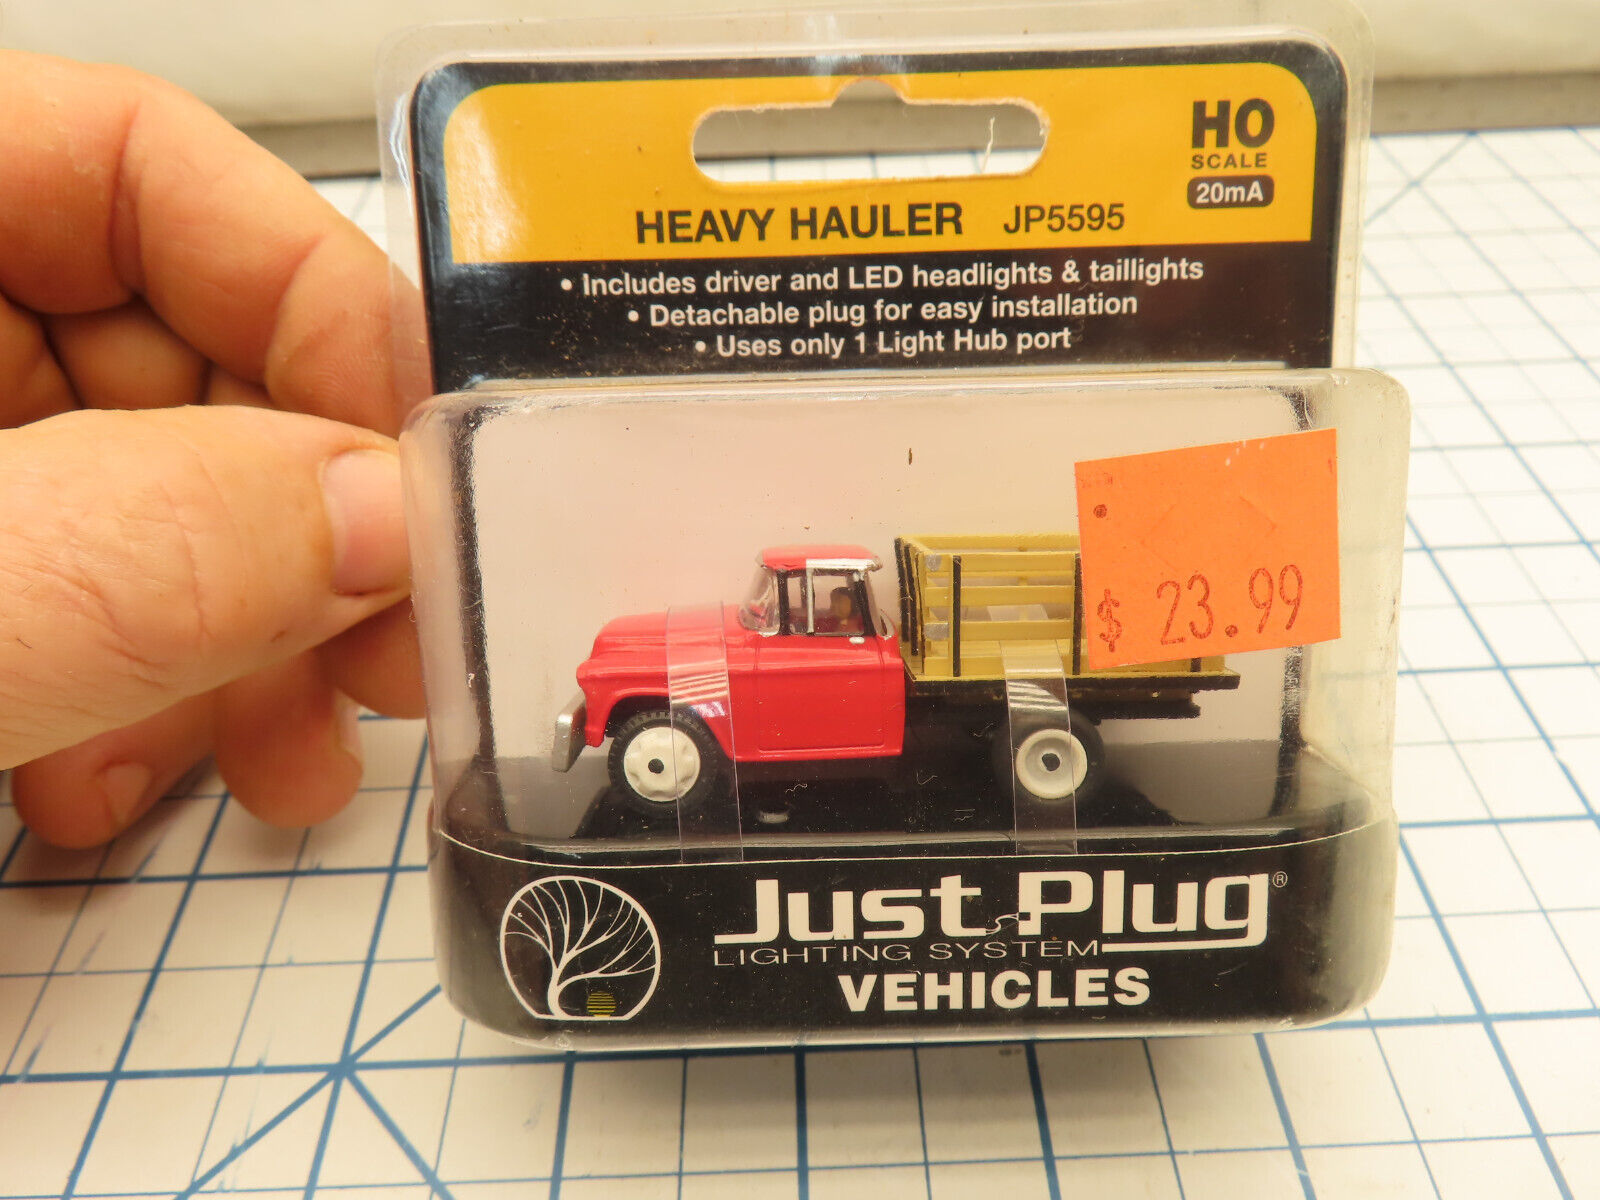 HO
SCALE
20mA
HEAVY HAULER JP5595
• Includes driver and LED headlights & taillights
• Detachable plug for easy installation
• Uses only 1 Light Hub port
$ 23.99
Just Plug®
LIGHTING SYSTEM
VEHICLES